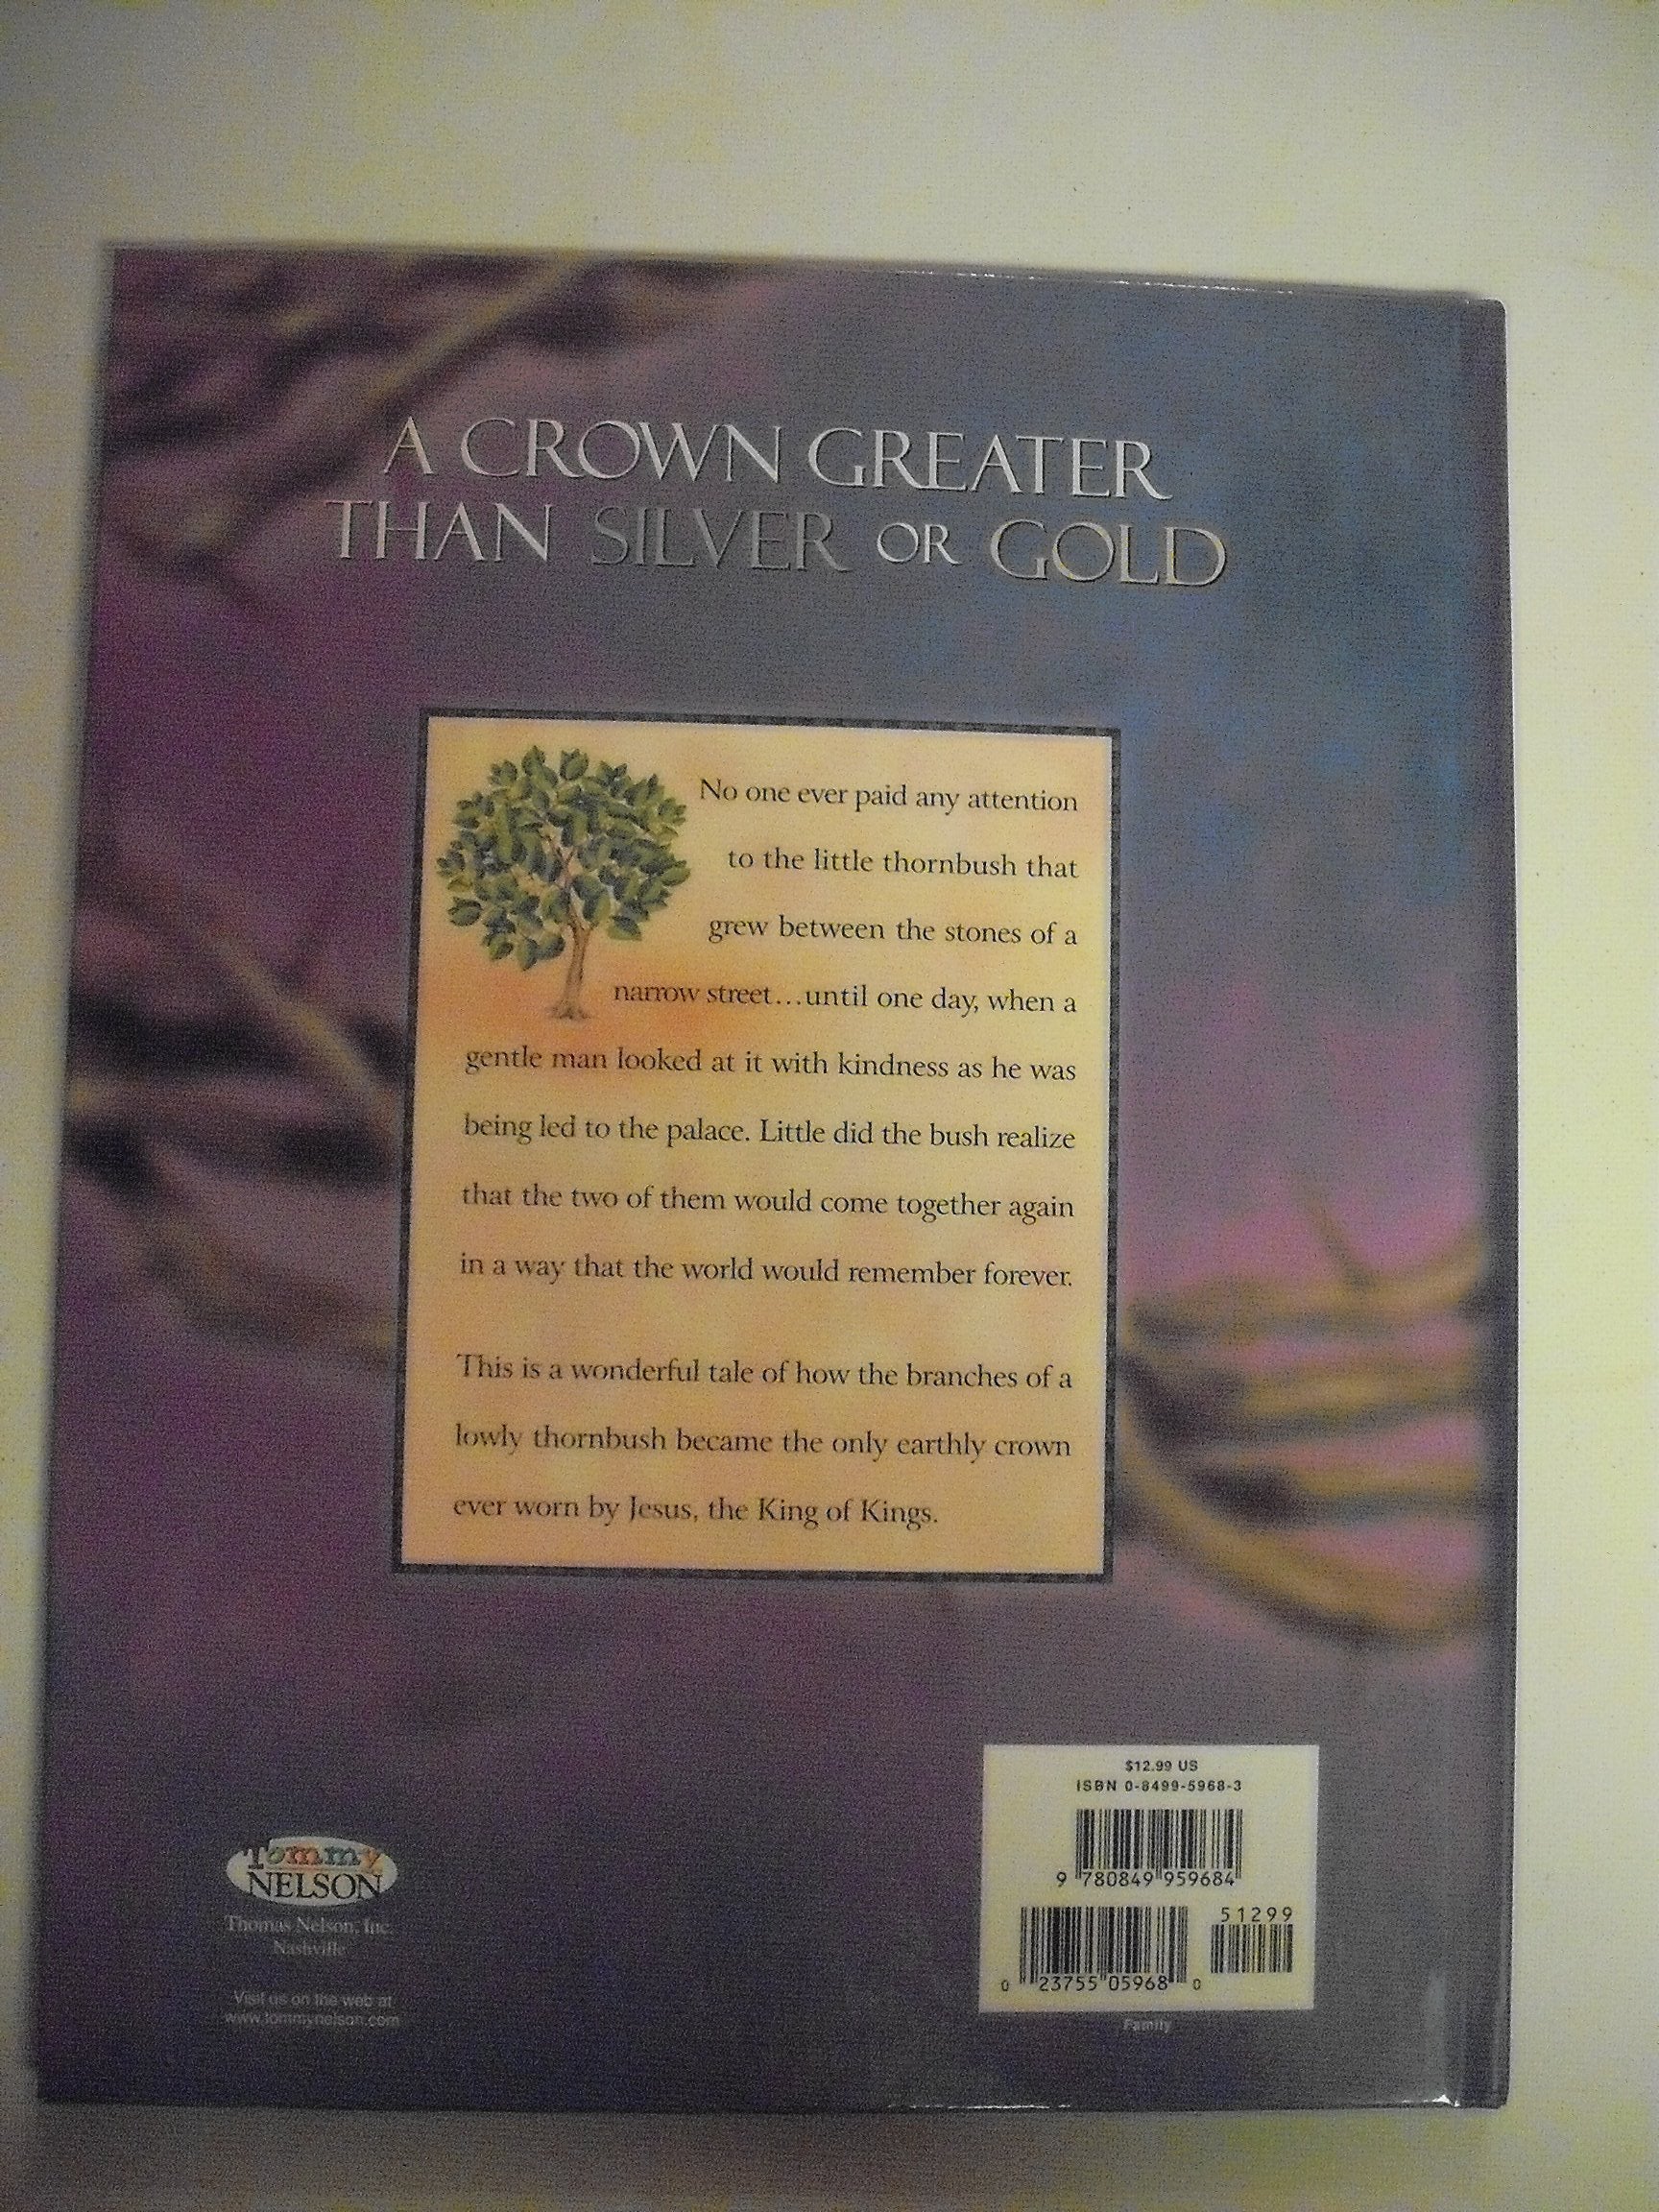 A CROWN GREATER
THAN SILVER OR GOLD
No one ever paid any attention
to the little thornbush that
grew between the stones of a
narrow street...until one day, when a
gentle man looked at it with kindness as he was
being led to the palace. Little did the bush realize
that the two of them would come together again
in a way that the world would remember forever.
This is a wonderful tale of how the branches of a
lowly thornbush became the only earthly crown
ever worn by Jesus, the King of Kings.
Tommy
NELSON
Thomas Nelson, Inc.
Nashville
Visit us on the web at
www.tommynelson.com
$12.99 US
ISBN 0-8499-5968-3
9 780849 959684
51299
0 23755 05968 0
Family